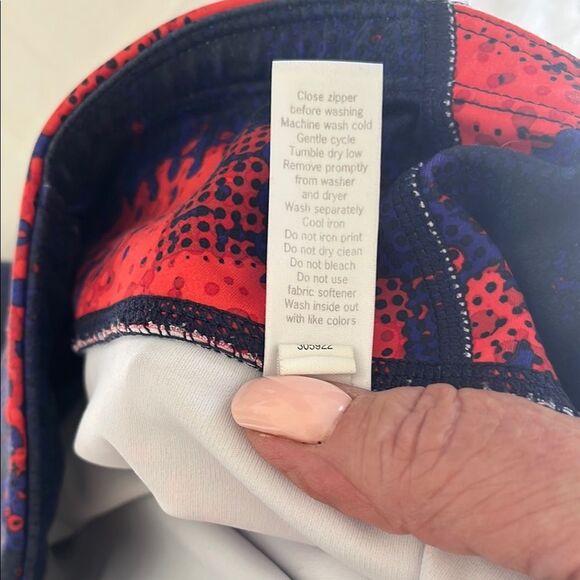 Close zipper
before washing
Machine wash cold
Gentle cycle
Tumble dry low
Remove promptly
from washer
and dryer
Wash separately
Cool iron
Do not iron print
Do not dry clean
Do not bleach
Do not use
fabric softener
Wash inside out
with like colors
305922